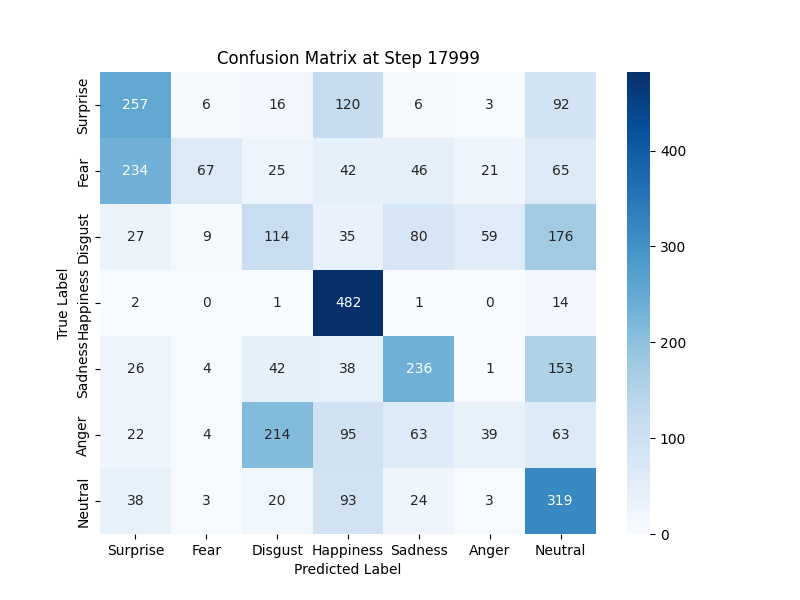 Confusion Matrix at Step 17999
True Label
Surprise 257 6 16 120 6 3 92
Fear 234 67 25 42 46 21 65
Disgust 27 9 114 35 80 59 176
Happiness 2 0 1 482 1 0 14
Sadness 26 4 42 38 236 1 153
Anger 22 4 214 95 63 39 63
Neutral 38 3 20 93 24 3 319
Surprise Fear Disgust Happiness Sadness Anger Neutral
Predicted Label
400
300
200
100
0